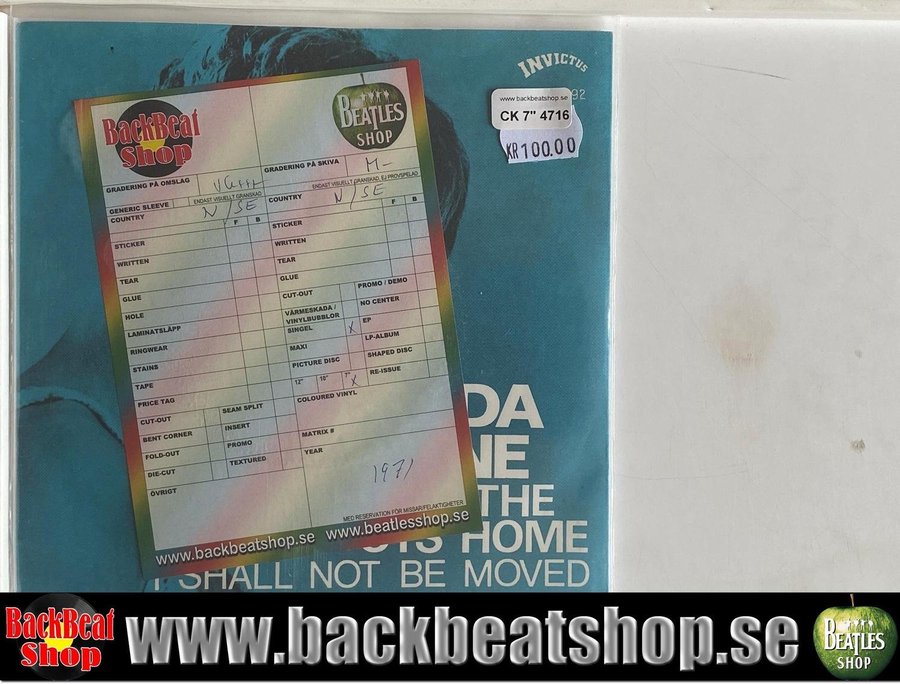 INVICTUS
92
www.backbeatshop.se
CK 7" 4716
KR 100.00
BackBeat
Shop
BEATLES
SHOP
GRADERING PÅ OMSLAG
VG+++
GRADERING PÅ SKIVA
M-
GENERIC SLEEVE
ENDAST VISUELLT GRANSKAD
ENDAST VISUELLT GRANSKAD, EJ PROVSPELAD
COUNTRY
N/SE
F B
COUNTRY
N/SE
F B
STICKER
WRITTEN
TEAR
GLUE
HOLE
LAMINATSLÄPP
RINGWEAR
STAINS
TAPE
PRICE TAG
CUT-OUT
SEAM SPLIT
BENT CORNER
INSERT
FOLD-OUT
PROMO
DIE-CUT
TEXTURED
ÖVRIGT
STICKER
WRITTEN
TEAR
GLUE
CUT-OUT
PROMO / DEMO
VÄRMESKADA /
VINYLBUBBLOR
NO CENTER
SINGEL
X
EP
MAXI
LP-ALBUM
PICTURE DISC
SHAPED DISC
12" 10" 7" X
RE-ISSUE
COLOURED VINYL
MATRIX #
YEAR
1971
MED RESERVATION FÖR MISSAR/FELAKTIGHETER.
www.backbeatshop.se www.beatlesshop.se
DA
NE
THE
HOME
I SHALL NOT BE MOVED
BackBeat
Shop
www.backbeatshop.se
BEATLES
SHOP